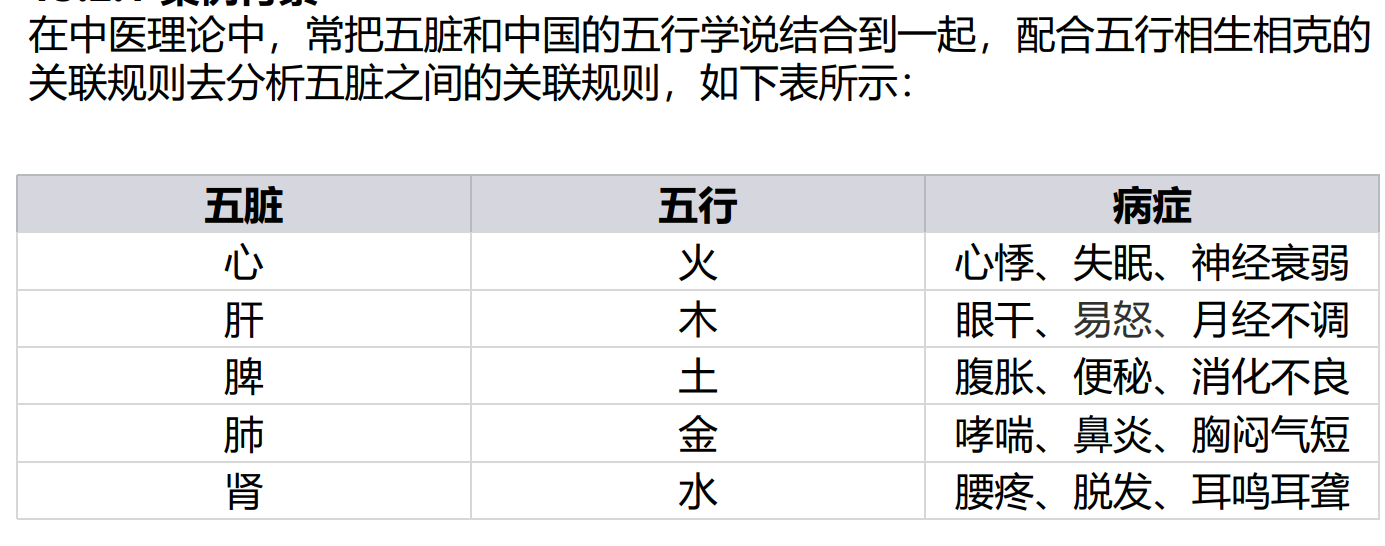 在中医理论中，常把五脏和中国的五行学说结合到一起，配合五行相生相克的
关联规则去分析五脏之间的关联规则，如下表所示：
五脏 五行 病症
心 火 心悸、失眠、神经衰弱
肝 木 眼干、易怒、月经不调
脾 土 腹胀、便秘、消化不良
肺 金 哮喘、鼻炎、胸闷气短
肾 水 腰疼、脱发、耳鸣耳聋